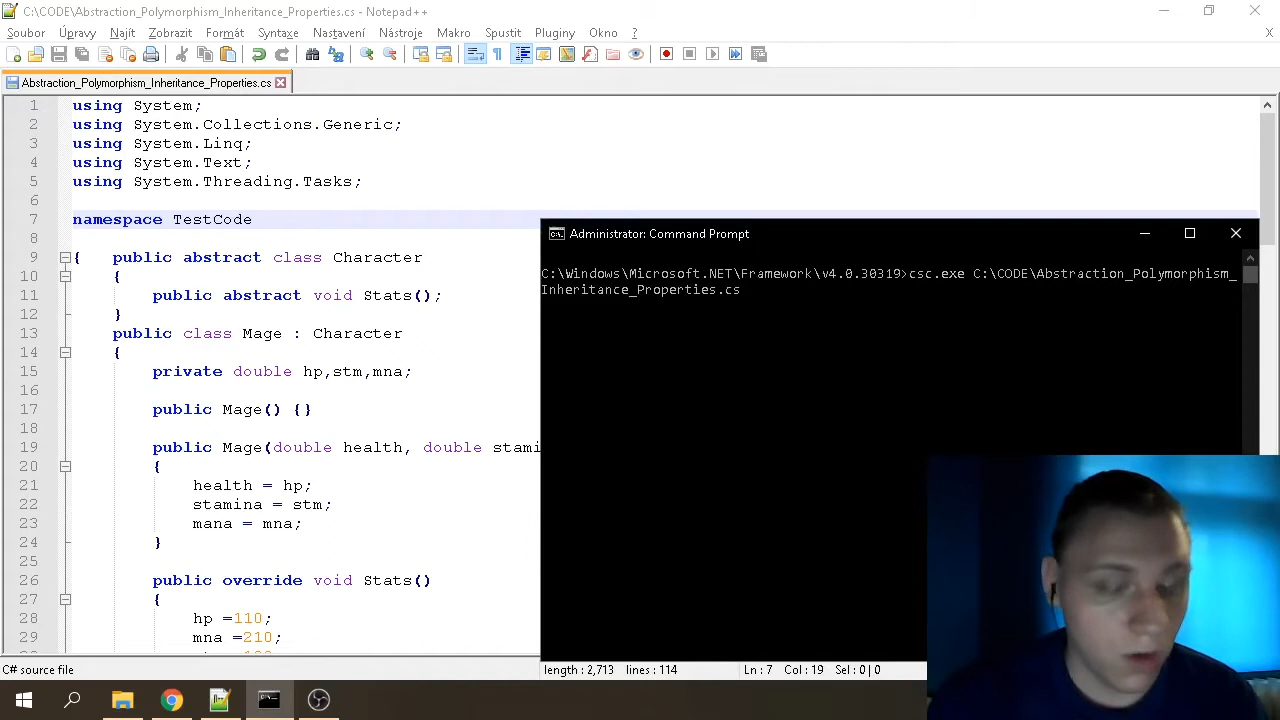 C:\CODE\Abstraction_Polymorphism_Inheritance_Properties.cs - Notepad++
Soubor Úpravy Najít Zobrazit Formát Syntaxe Nastavení Nástroje Makro Spustit Pluginy Okno ? X
Abstraction_Polymorphism_Inheritance_Properties.cs
1 using System;
2 using System.Collections.Generic;
3 using System.Linq;
4 using System.Text;
5 using System.Threading.Tasks;
6
7 namespace TestCode
8
9 { public abstract class Character
10 {
11 public abstract void Stats();
12 }
13 public class Mage : Character
14 {
15 private double hp,stm,mna;
16
17 public Mage() {}
18
19 public Mage(double health, double stami
20 {
21 health = hp;
22 stamina = stm;
23 mana = mna;
24 }
25
26 public override void Stats()
27 {
28 hp =110;
29 mna =210;
Administrator: Command Prompt
C:\Windows\Microsoft.NET\Framework\v4.0.30319>csc.exe C:\CODE\Abstraction_Polymorphism_
Inheritance_Properties.cs
C# source file length : 2,713 lines : 114 Ln : 7 Col : 19 Sel : 0 | 0